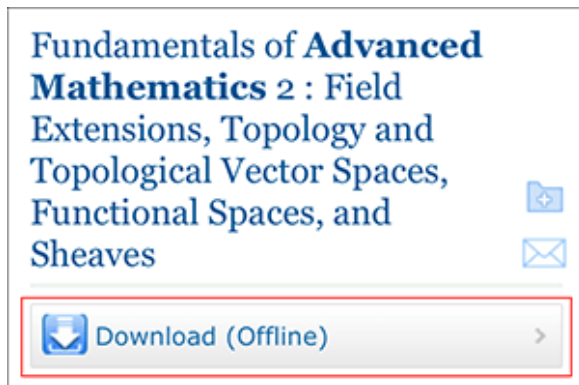 Fundamentals of Advanced
Mathematics 2 : Field
Extensions, Topology and
Topological Vector Spaces,
Functional Spaces, and
Sheaves
Download (Offline)